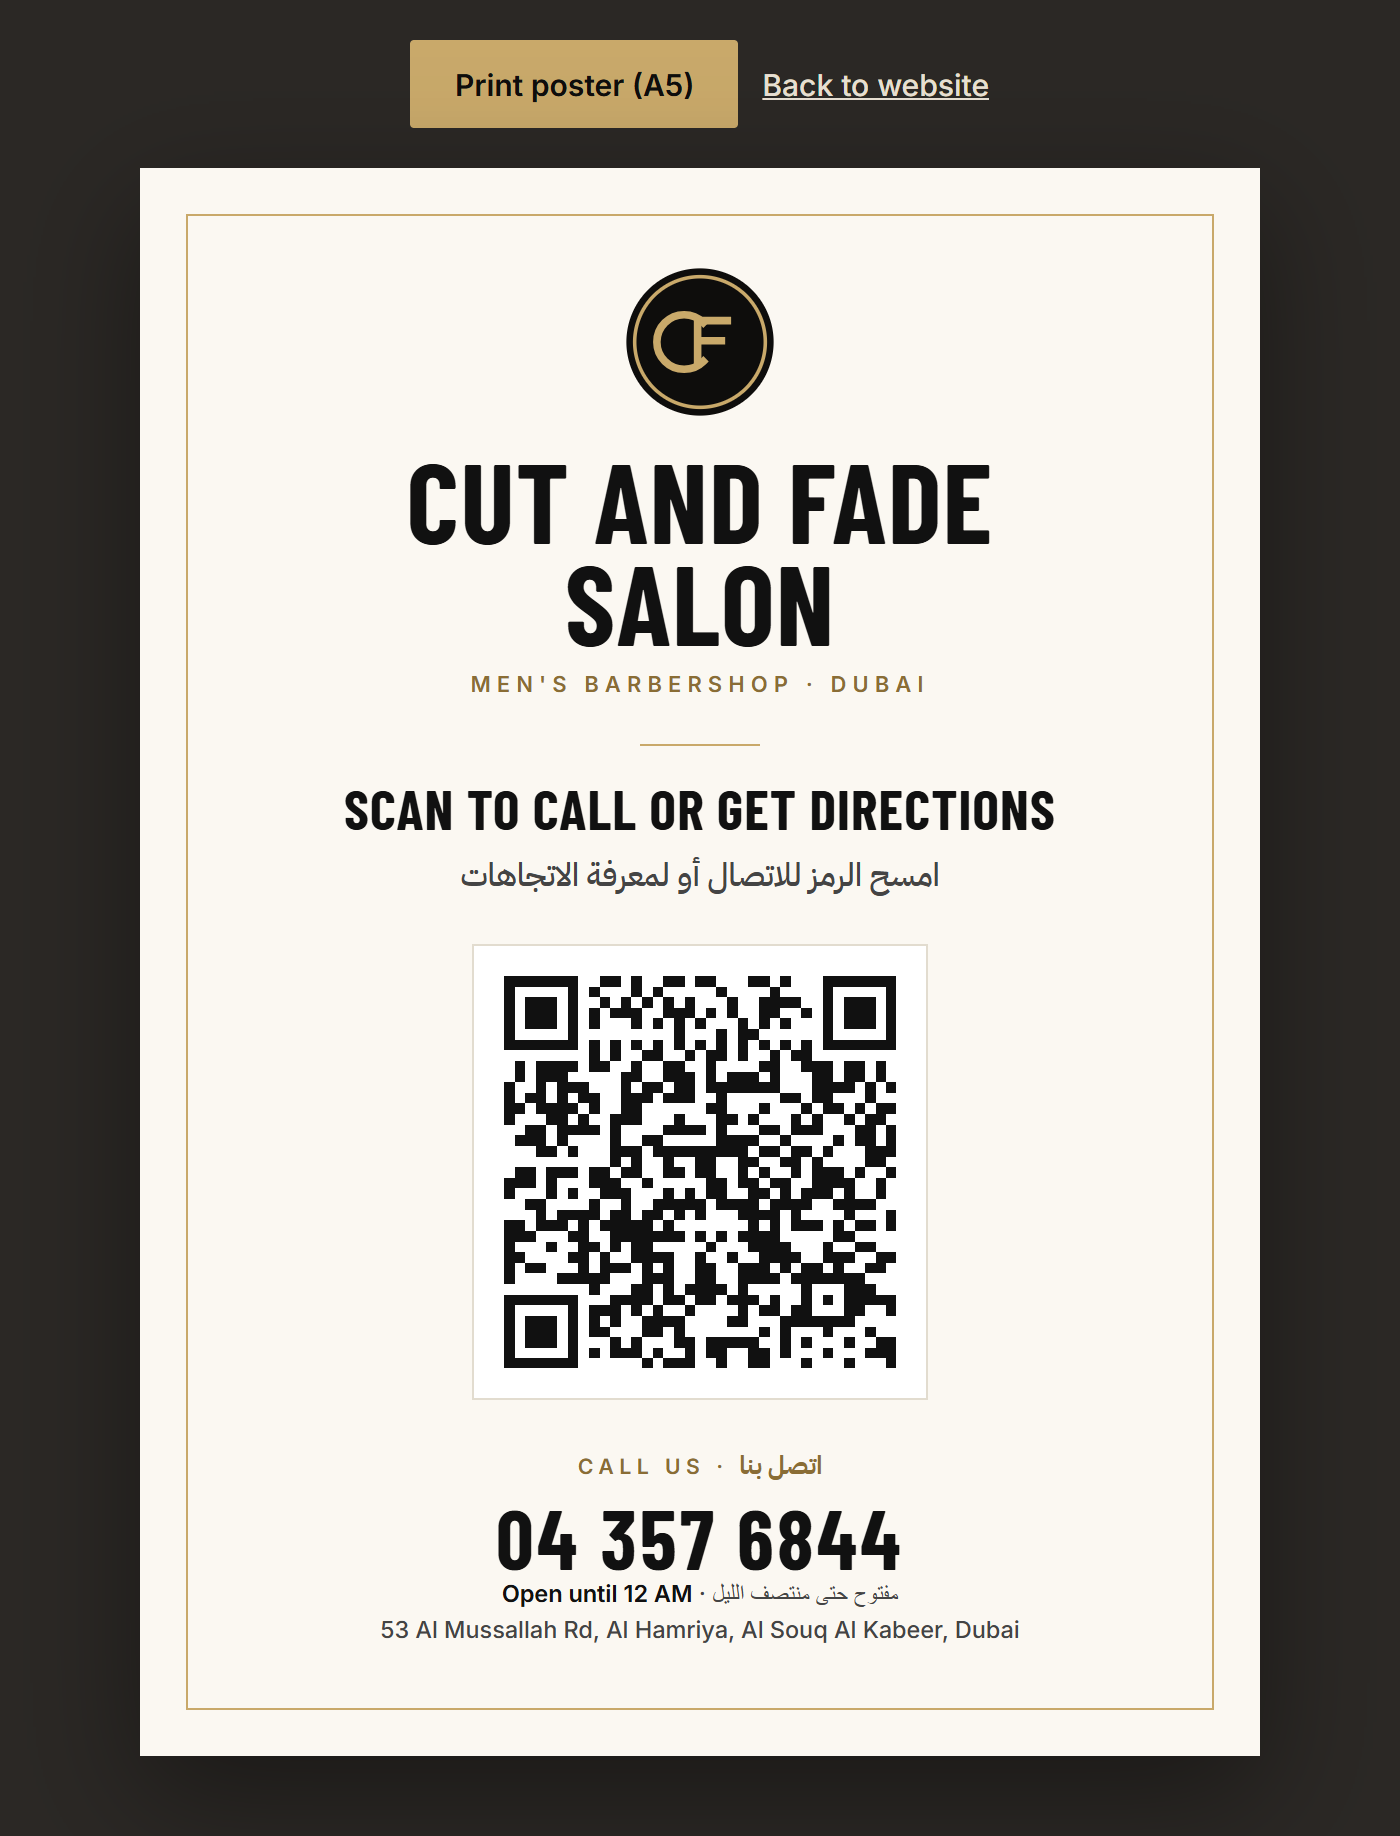 Print poster (A5) Back to website
CF
CUT AND FADE
SALON
MEN'S BARBERSHOP · DUBAI
SCAN TO CALL OR GET DIRECTIONS
امسح الرمز للاتصال أو لمعرفة الاتجاهات
CALL US · اتصل بنا
04 357 6844
Open until 12 AM · مفتوح حتى منتصف الليل
53 Al Mussallah Rd, Al Hamriya, Al Souq Al Kabeer, Dubai